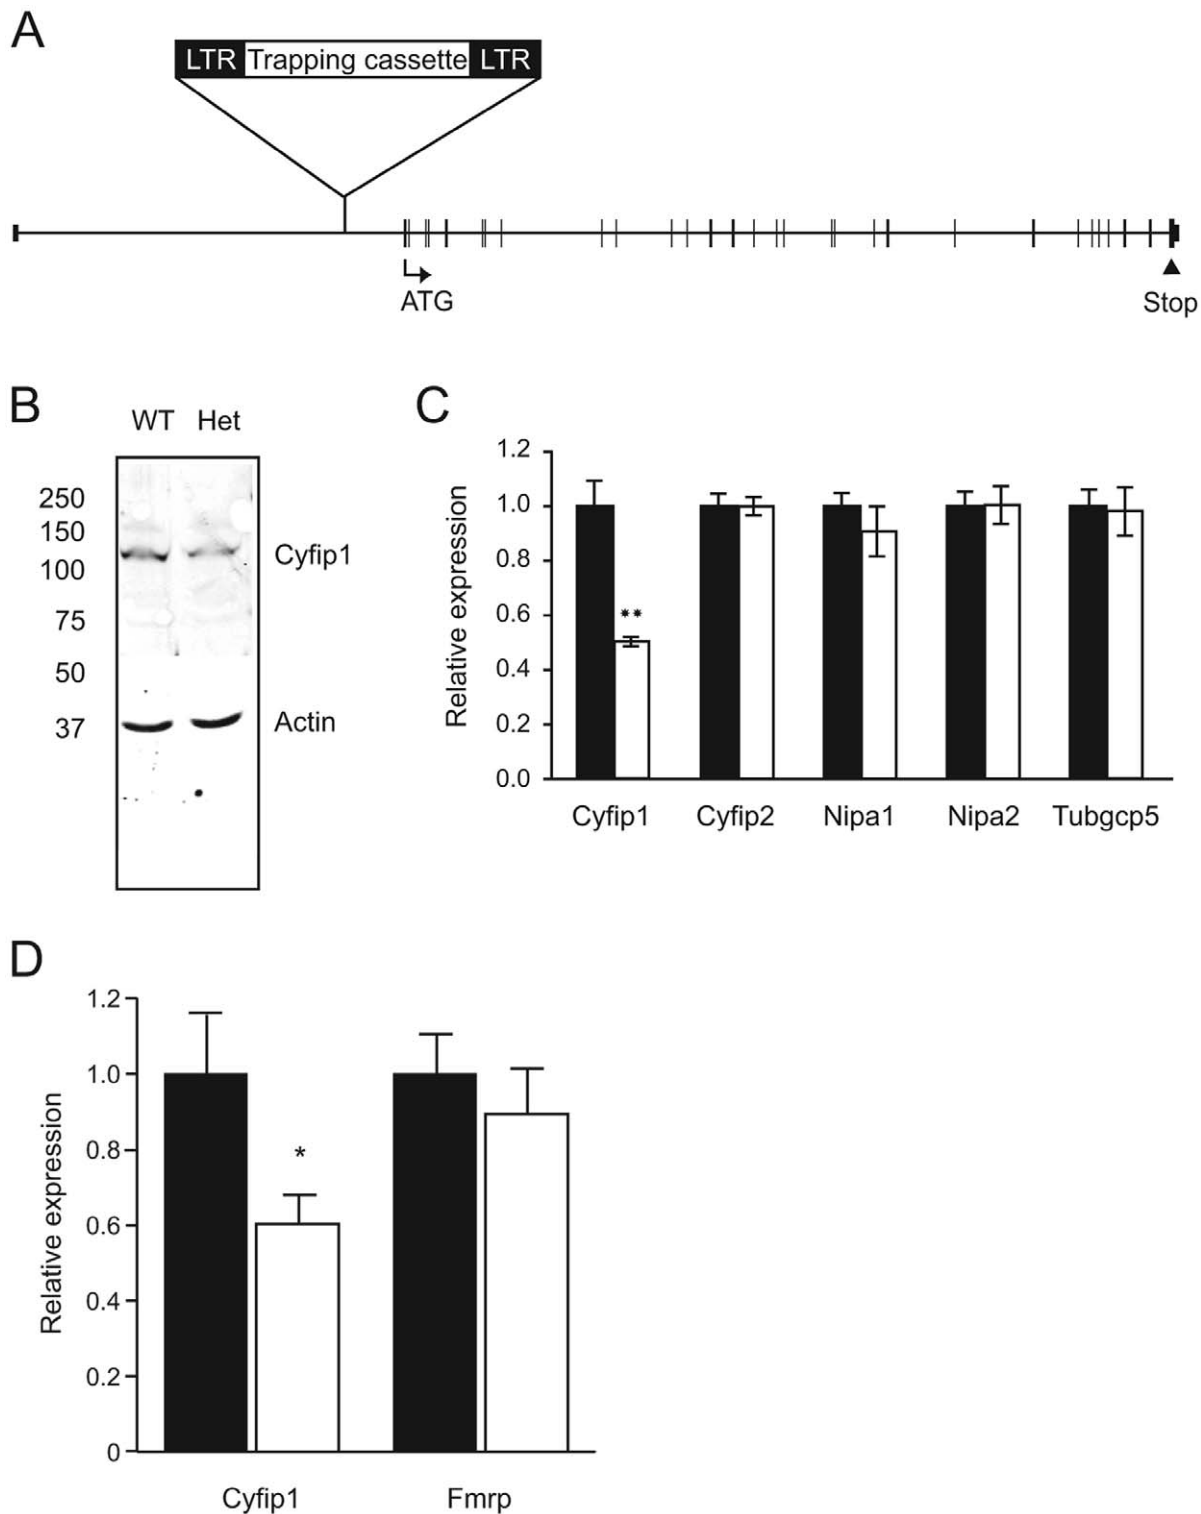 A
LTR Trapping cassette LTR
ATG
Stop
B
WT Het
250
150
100
75
50
37
Cyfip1
Actin
C
Relative expression
1.2
1.0
0.8
0.6
0.4
0.2
0.0
**
Cyfip1 Cyfip2 Nipa1 Nipa2 Tubgcp5
D
Relative expression
1.2
1.0
0.8
0.6
0.4
0.2
0
*
Cyfip1 Fmrp